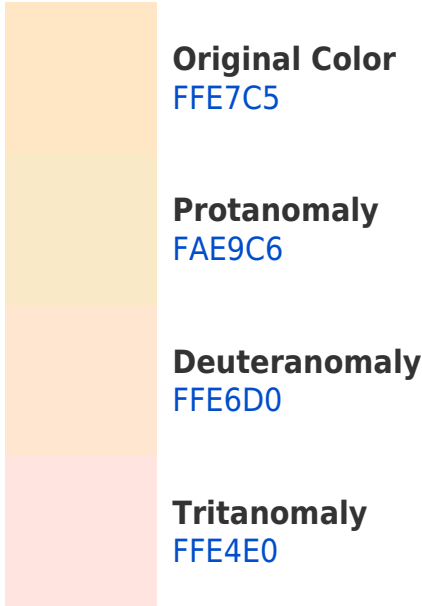 Original Color
FFE7C5
Protanomaly
FAE9C6
Deuteranomaly
FFE6D0
Tritanomaly
FFE4E0